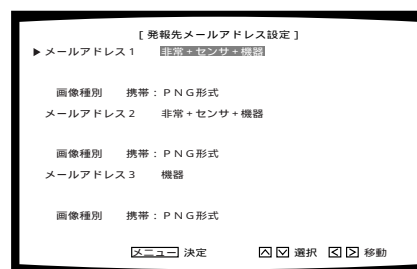 [ 発報先メールアドレス設定 ]
▶ メールアドレス1 非常+センサ+機器
画像種別 携帯：PNG形式
メールアドレス2 非常+センサ+機器
画像種別 携帯：PNG形式
メールアドレス3 機器
画像種別 携帯：PNG形式
メニュー 決定 ∧ ∨ 選択 < > 移動